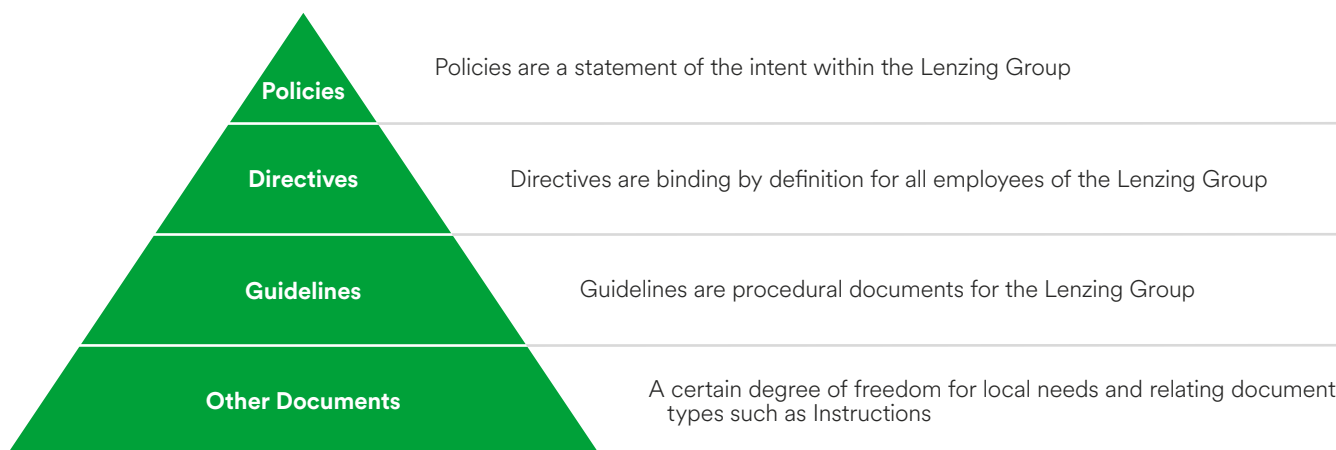 Policies
Policies are a statement of the intent within the Lenzing Group
Directives
Directives are binding by definition for all employees of the Lenzing Group
Guidelines
Guidelines are procedural documents for the Lenzing Group
Other Documents
A certain degree of freedom for local needs and relating document
types such as Instructions